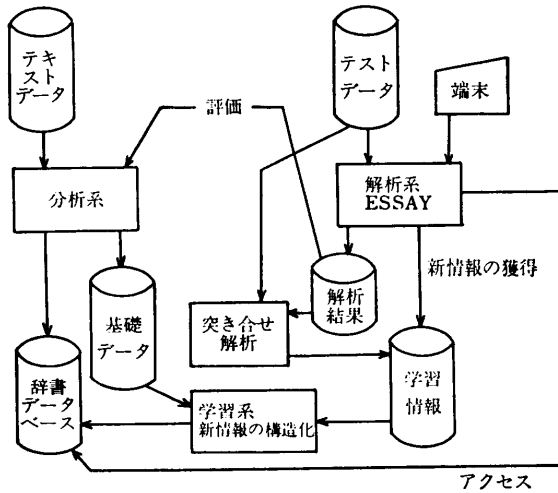 テキ
スト
データ
テスト
データ
端末
評価
分析系
解析系
ESSAY
新情報の獲得
基礎
データ
突き合せ
解析
解析
結果
辞書
データ
ベース
学習系
新情報の構造化
学習
情報
アクセス